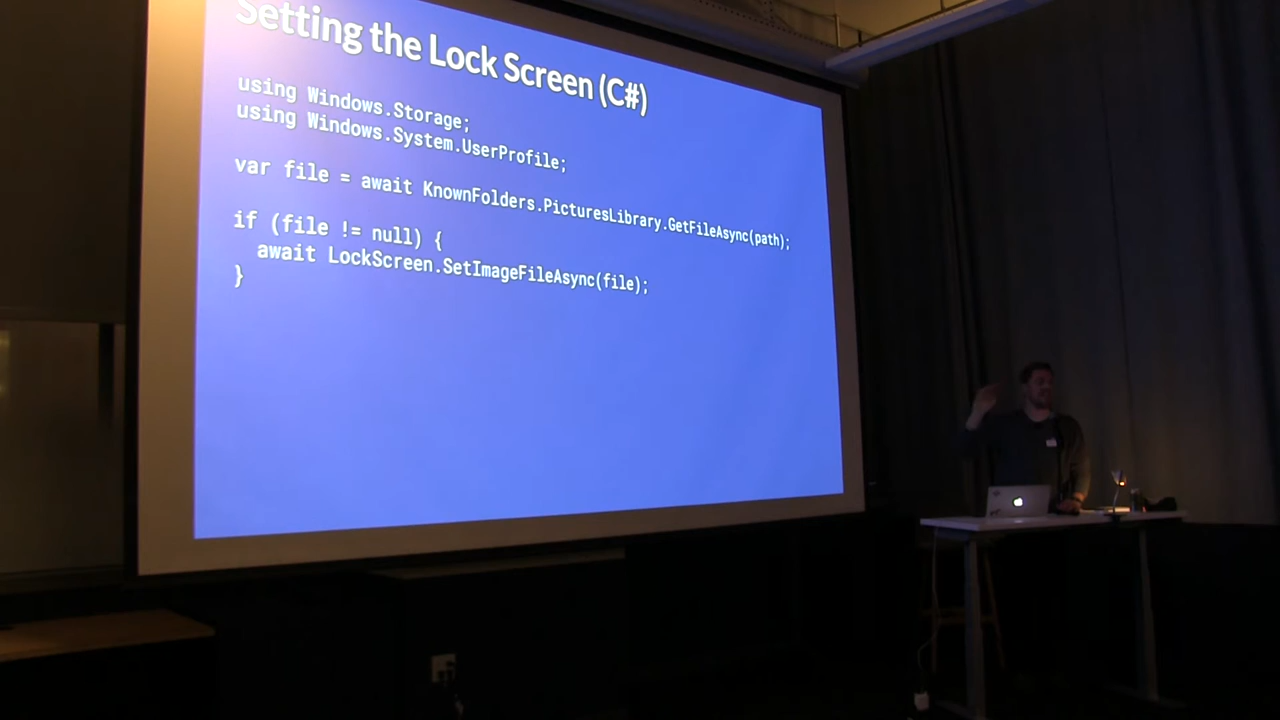 Setting the Lock Screen (C#)
using Windows.Storage;
using Windows.System.UserProfile;
var file = await KnownFolders.PicturesLibrary.GetFileAsync(path);
if (file != null) {
await LockScreen.SetImageFileAsync(file);
}